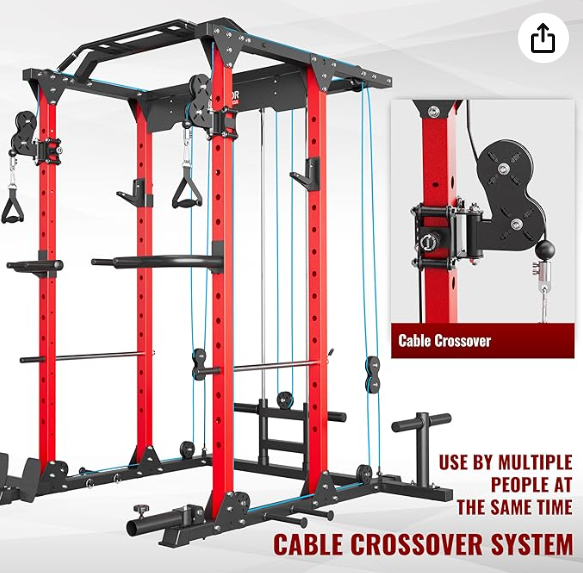 Cable Crossover
USE BY MULTIPLE
PEOPLE AT
THE SAME TIME
CABLE CROSSOVER SYSTEM